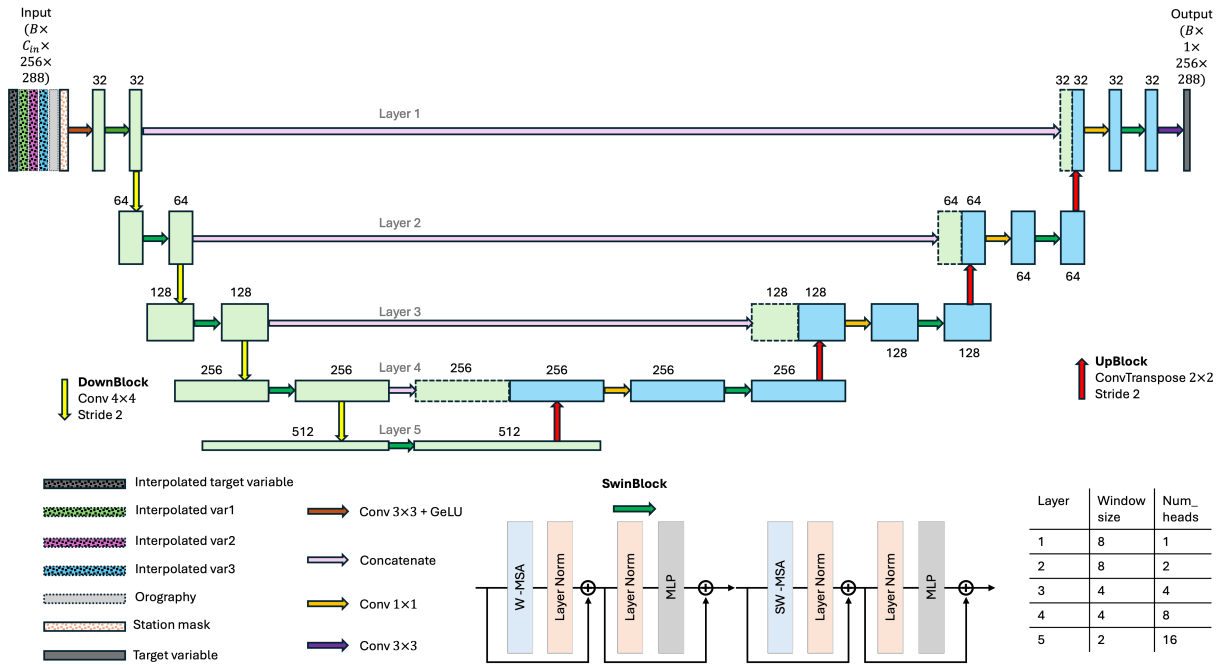 Input
(B×
C_in×
256×
288)
Output
(B×
1×
256×
288)
32
32
32 32
32
32
Layer 1
64
64
64
64
Layer 2
64
64
128
128
128
128
Layer 3
128
128
256
256
Layer 4
256
256
256
256
DownBlock
Conv 4×4
Stride 2
UpBlock
ConvTranspose 2×2
Stride 2
512
Layer 5
512
Interpolated target variable
Interpolated var1
Interpolated var2
Interpolated var3
Orography
Station mask
Target variable
Conv 3×3 + GeLU
Concatenate
Conv 1×1
Conv 3×3
SwinBlock
W -MSA
Layer Norm
Layer Norm
MLP
SW -MSA
Layer Norm
Layer Norm
MLP
Layer Window size Num_ heads
1 8 1
2 8 2
3 4 4
4 4 8
5 2 16